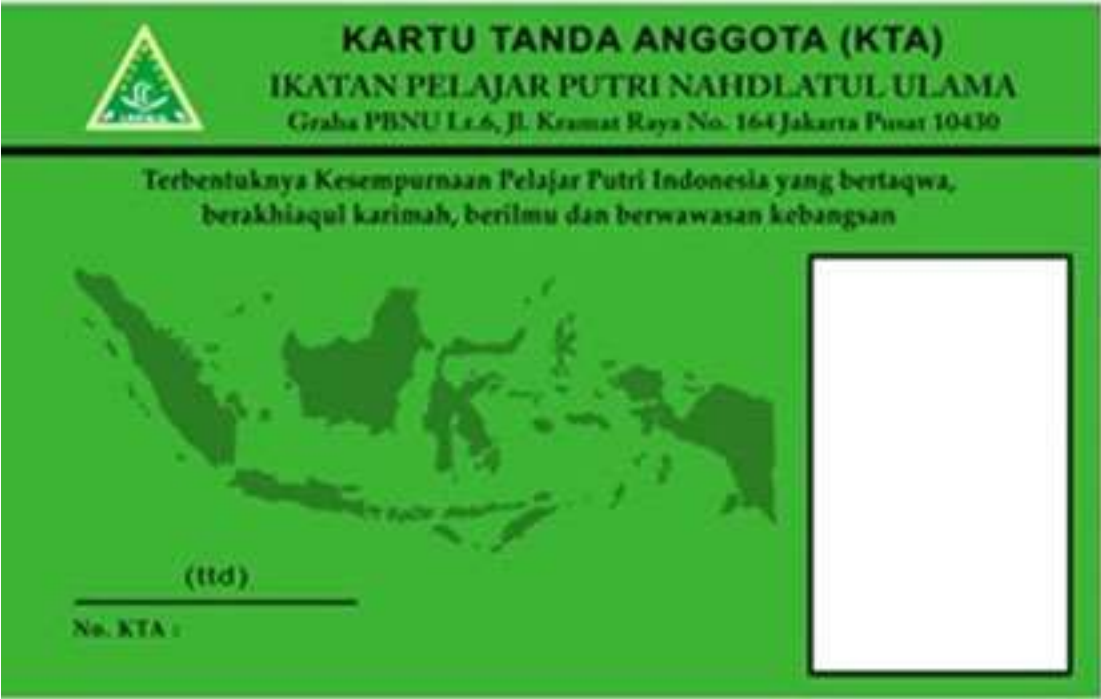 KARTU TANDA ANGGOTA (KTA)
IKATAN PELAJAR PUTRI NAHDLATUL ULAMA
Graha PBNU Lt.6, Jl. Kramat Raya No. 164 Jakarta Pusat 10430
Terbentuknya Kesempurnaan Pelajar Putri Indonesia yang bertaqwa,
berakhiaqul karimah, berilmu dan berwawasan kebangsan
(ttd)
No. KTA :